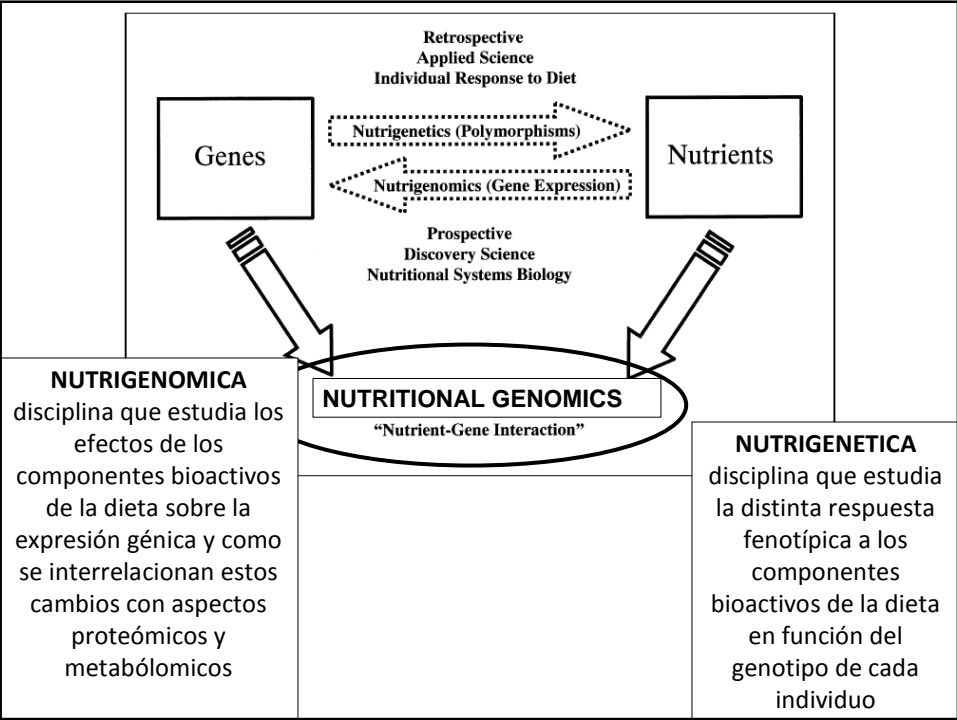 Retrospective
Applied Science
Individual Response to Diet
Genes
Nutrigenetics (Polymorphisms)
Nutrients
Nutrigenomics (Gene Expression)
Prospective
Discovery Science
Nutritional Systems Biology
NUTRITIONAL GENOMICS
“Nutrient-Gene Interaction”
NUTRIGENOMICA
disciplina que estudia los
efectos de los
componentes bioactivos
de la dieta sobre la
expresión génica y como
se interrelacionan estos
cambios con aspectos
proteómicos y
metabólomicos
NUTRIGENETICA
disciplina que estudia
la distinta respuesta
fenotípica a los
componentes
bioactivos de la dieta
en función del
genotipo de cada
individuo